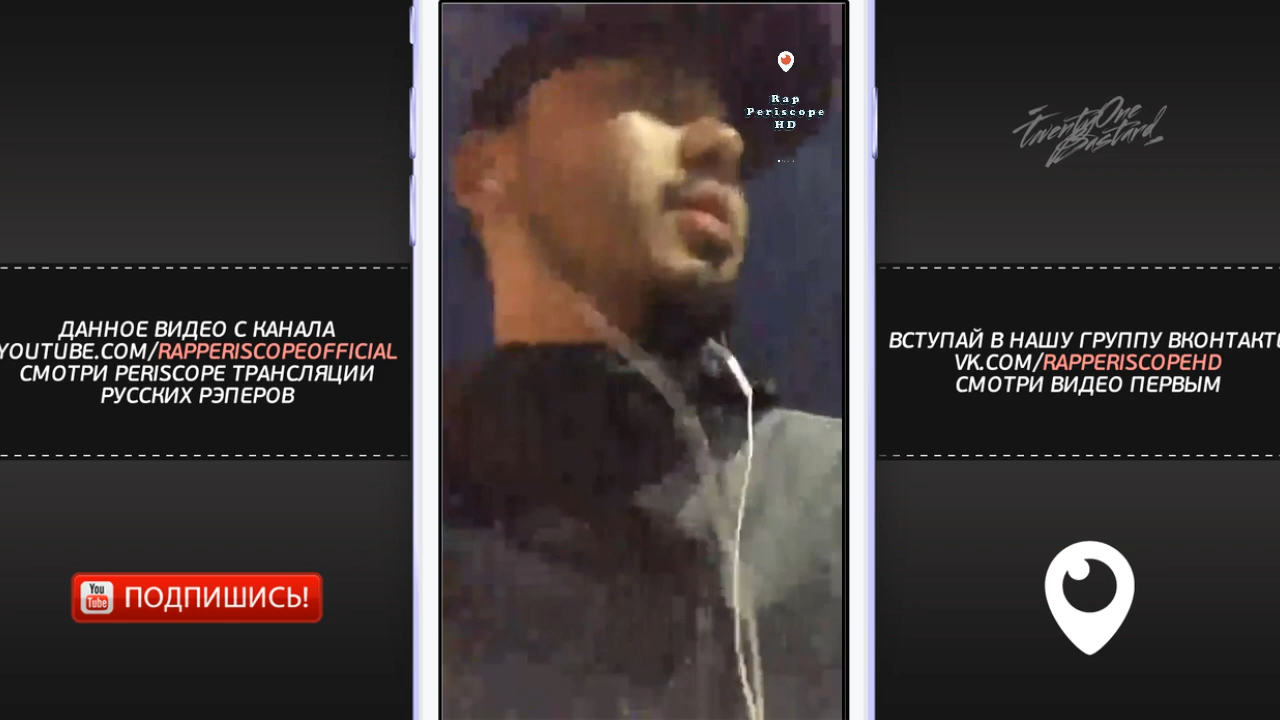 Rap
Periscope
HD
TwentyOne
Bastard
ДАННОЕ ВИДЕО С КАНАЛА
YOUTUBE.COM/RAPPERISCOPEOFFICIAL
СМОТРИ PERISCOPE ТРАНСЛЯЦИИ
РУССКИХ РЭПЕРОВ
ВСТУПАЙ В НАШУ ГРУППУ ВКОНТАКТЕ
VK.COM/RAPPERISCOPEHD
СМОТРИ ВИДЕО ПЕРВЫМ
You
Tube
ПОДПИШИСЬ!